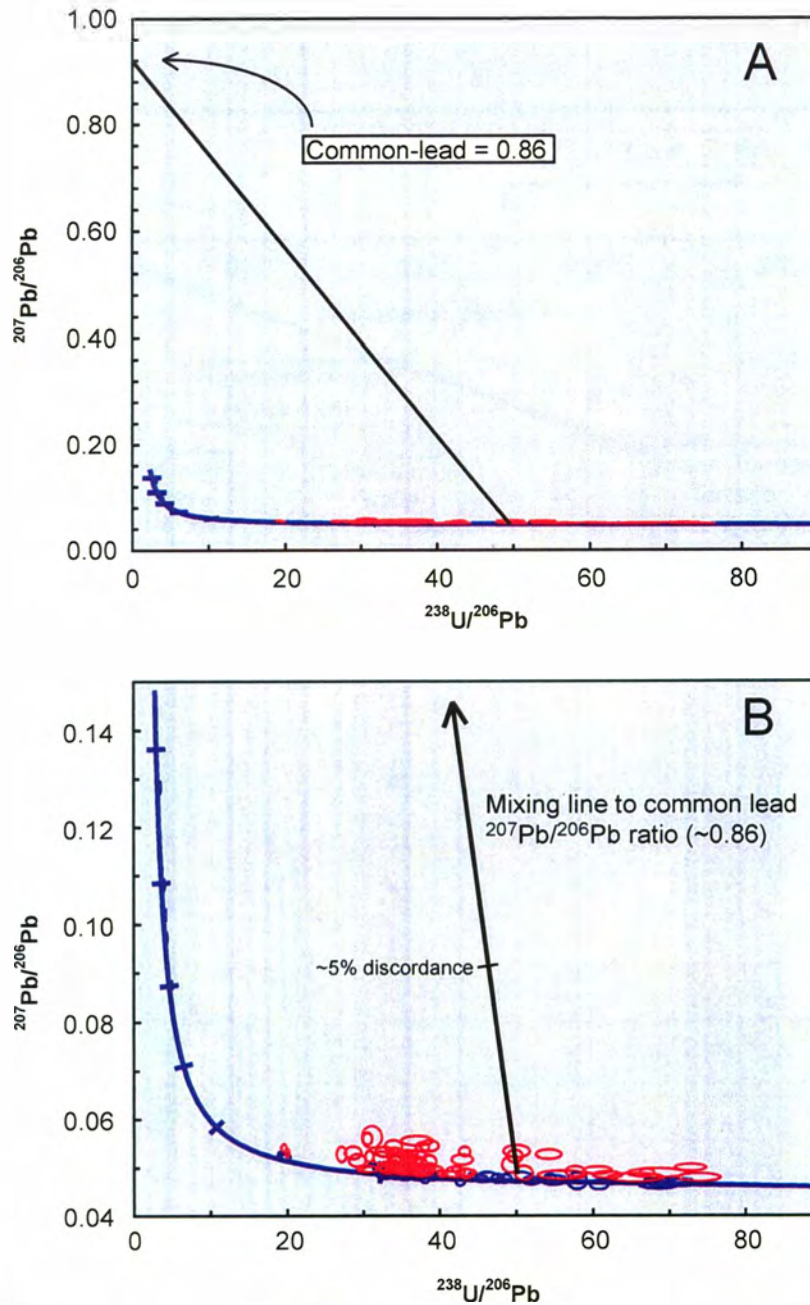 A
1.00
0.80
0.60
0.40
0.20
0.00
²⁰⁷Pb/²⁰⁶Pb
Common-lead = 0.86
0 20 40 60 80
²³⁸U/²⁰⁶Pb
B
0.14
0.12
0.10
0.08
0.06
0.04
²⁰⁷Pb/²⁰⁶Pb
Mixing line to common lead
²⁰⁷Pb/²⁰⁶Pb ratio (~0.86)
~5% discordance
0 20 40 60 80
²³⁸U/²⁰⁶Pb